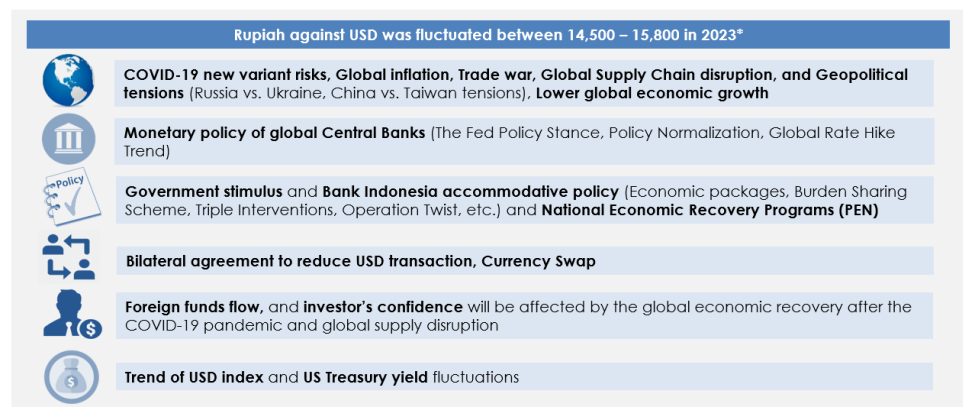 Rupiah against USD was fluctuated between 14,500 – 15,800 in 2023*
COVID-19 new variant risks, Global inflation, Trade war, Global Supply Chain disruption, and Geopolitical
tensions (Russia vs. Ukraine, China vs. Taiwan tensions), Lower global economic growth
Monetary policy of global Central Banks (The Fed Policy Stance, Policy Normalization, Global Rate Hike
Trend)
Policy
Government stimulus and Bank Indonesia accommodative policy (Economic packages, Burden Sharing
Scheme, Triple Interventions, Operation Twist, etc.) and National Economic Recovery Programs (PEN)
Bilateral agreement to reduce USD transaction, Currency Swap
$
Foreign funds flow, and investor's confidence will be affected by the global economic recovery after the
COVID-19 pandemic and global supply disruption
$
Trend of USD index and US Treasury yield fluctuations